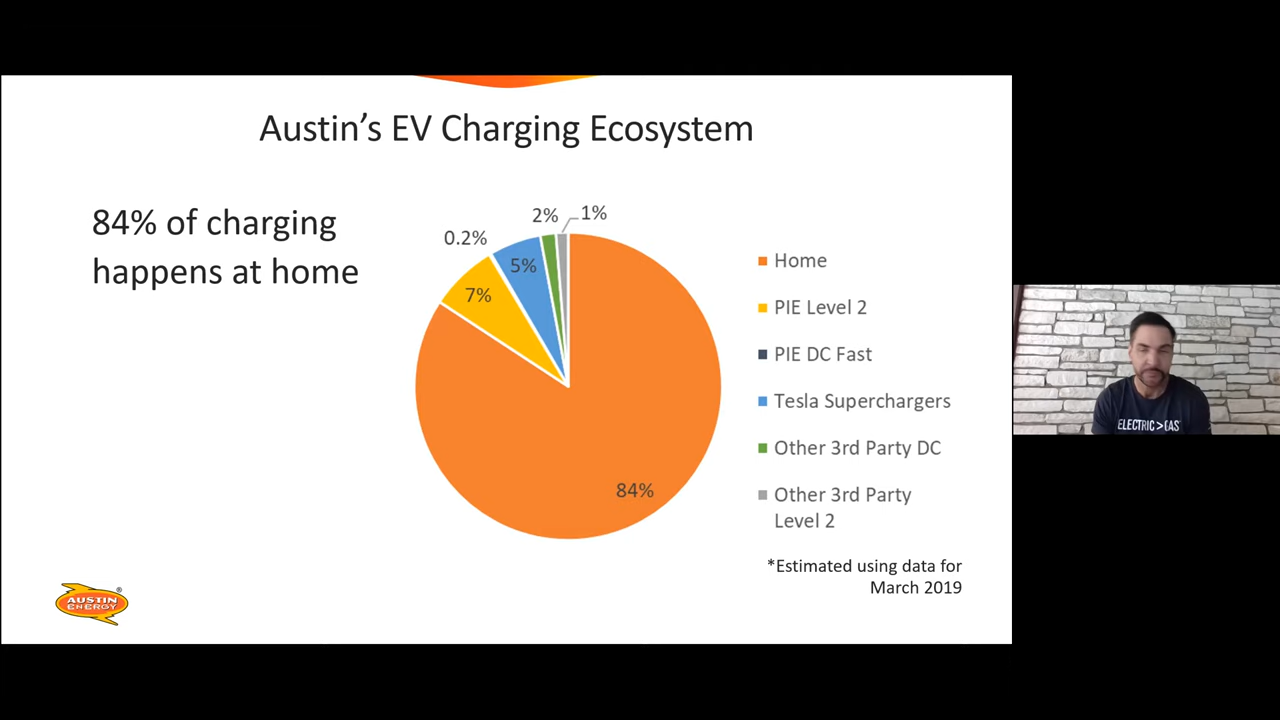 Austin's EV Charging Ecosystem
84% of charging
happens at home
0.2%
2%
1%
5%
7%
84%
Home
PIE Level 2
PIE DC Fast
Tesla Superchargers
Other 3rd Party DC
Other 3rd Party
Level 2
*Estimated using data for
March 2019
AUSTIN
ENERGY
®
ELECTRIC>GAS